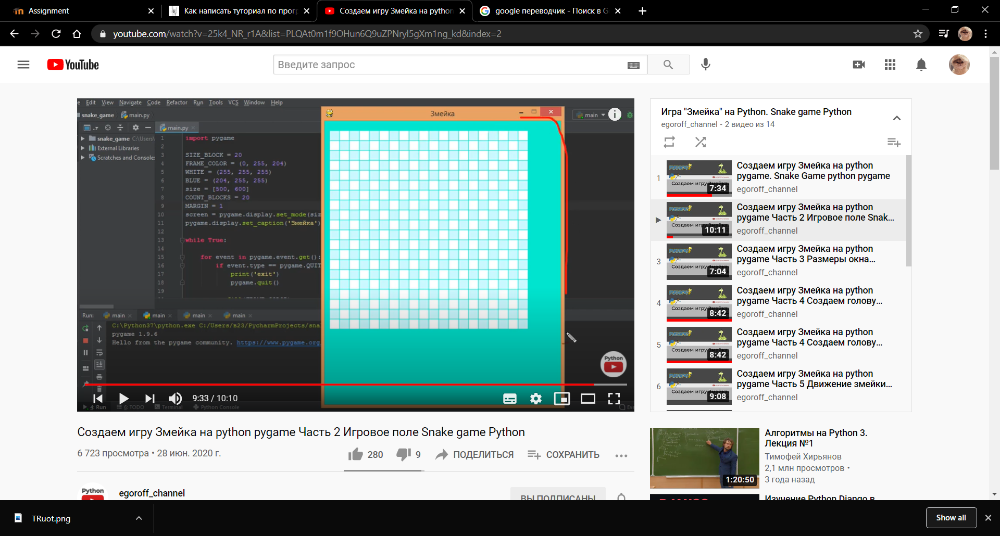 Assignment
Как написать туториал по прог
Создаем игру Змейка на python
google переводчик - Поиск в G
youtube.com/watch?v=25k4_NR_r1A&list=PLQAt0m1f9OHun6Q9uZPNryl5gXm1ng_kd&index=2
YouTube
Введите запрос
e Edit View Navigate Code Refactor Run Tools VCS Window Help
snake_game main.py
Змейка
main
main.py
snake_game C:\Users\
External Libraries
Scratches and Consoles
1 import pygame
2
3 SIZE_BLOCK = 20
4 FRAME_COLOR = (0, 255, 204)
5 WHITE = (255, 255, 255)
6 BLUE = (204, 255, 255)
7 size = [500, 600]
8 COUNT_BLOCKS = 20
9 MARGIN = 1
10 screen = pygame.display.set_mode(siz
11 pygame.display.set_caption('Змейка')
12
13 while True:
14
15 for event in pygame.event.get():
16 if event.type == pygame.QUIT
17 print('exit')
18 pygame.quit()
19
Run: main main main main
C:\Python37\python.exe C:/Users/в23/PycharmProjects/sna
pygame 1.9.6
Hello from the pygame community. https://www.pygame.org
Python
9:33 / 10:10
4: Run 6: TODO Terminal Python Console Eve
Создаем игру Змейка на python pygame Часть 2 Игровое поле Snake game Python
6 723 просмотра • 28 июн. 2020 г.
280 9 ПОДЕЛИТЬСЯ СОХРАНИТЬ
Python
egoroff_channel
ВЫ ПОДПИСАНЫ
Игра "Змейка" на Python. Snake game Python
egoroff_channel - 2 видео из 14
1
Создаем игру Змейка
7:34
Создаем игру Змейка на python
pygame. Snake Game python pygame
egoroff_channel
Создаем игру Змейка
10:11
Создаем игру Змейка на python
pygame Часть 2 Игровое поле Snak...
egoroff_channel
3
Создаем игру Змейка
7:04
Создаем игру Змейка на python
pygame Часть 3 Размеры окна...
egoroff_channel
4
Создаем игру Змейка
8:42
Создаем игру Змейка на python
pygame Часть 4 Создаем голову...
egoroff_channel
5
Создаем игру Змейка
8:42
Создаем игру Змейка на python
pygame Часть 4 Создаем голову...
egoroff_channel
6
Создаем игру Змейка
9:08
Создаем игру Змейка на python
pygame Часть 5 Движение змейки...
egoroff_channel
1:20:50
Алгоритмы на Python 3.
Лекция №1
Тимофей Хирьянов
2,1 млн просмотров •
3 года назад
Изучение Python Django в
TRuot.png
Show all